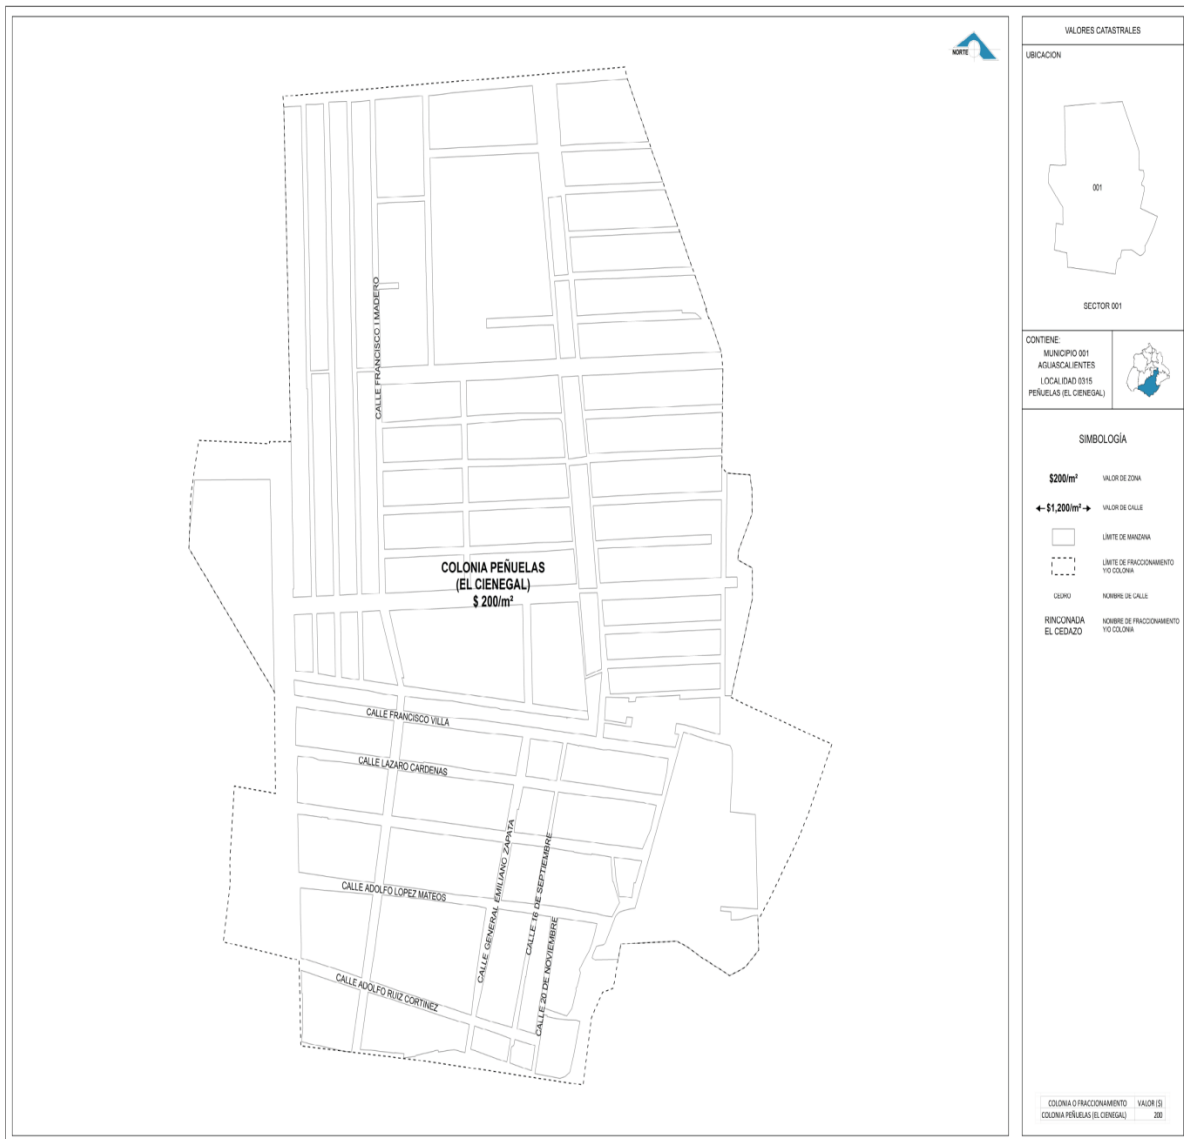 NORTE
CALLE FRANCISCO I MADERO
COLONIA PEÑUELAS
(EL CIENEGAL)
$ 200/m²
CALLE FRANCISCO VILLA
CALLE LAZARO CARDENAS
CALLE GENERAL EMILIANO ZAPATA
CALLE 16 DE SEPTIEMBRE
CALLE ADOLFO LOPEZ MATEOS
CALLE 20 DE NOVIEMBRE
CALLE ADOLFO RUIZ CORTINEZ
VALORES CATASTRALES
UBICACION
001
SECTOR 001
CONTIENE:
MUNICIPIO 001
AGUASCALIENTES
LOCALIDAD 0315
PEÑUELAS (EL CIENEGAL)
SIMBOLOGÍA
$200/m² VALOR DE ZONA
$1,200/m² VALOR DE CALLE
LÍMITE DE MANZANA
LÍMITE DE FRACCIONAMIENTO
Y/O COLONIA
CEDRO NOMBRE DE CALLE
RINCONADA
EL CEDAZO
NOMBRE DE FRACCIONAMIENTO
Y/O COLONIA
COLONIA O FRACCIONAMIENTO VALOR ($)
COLONIA PEÑUELAS (EL CIENEGAL) 200